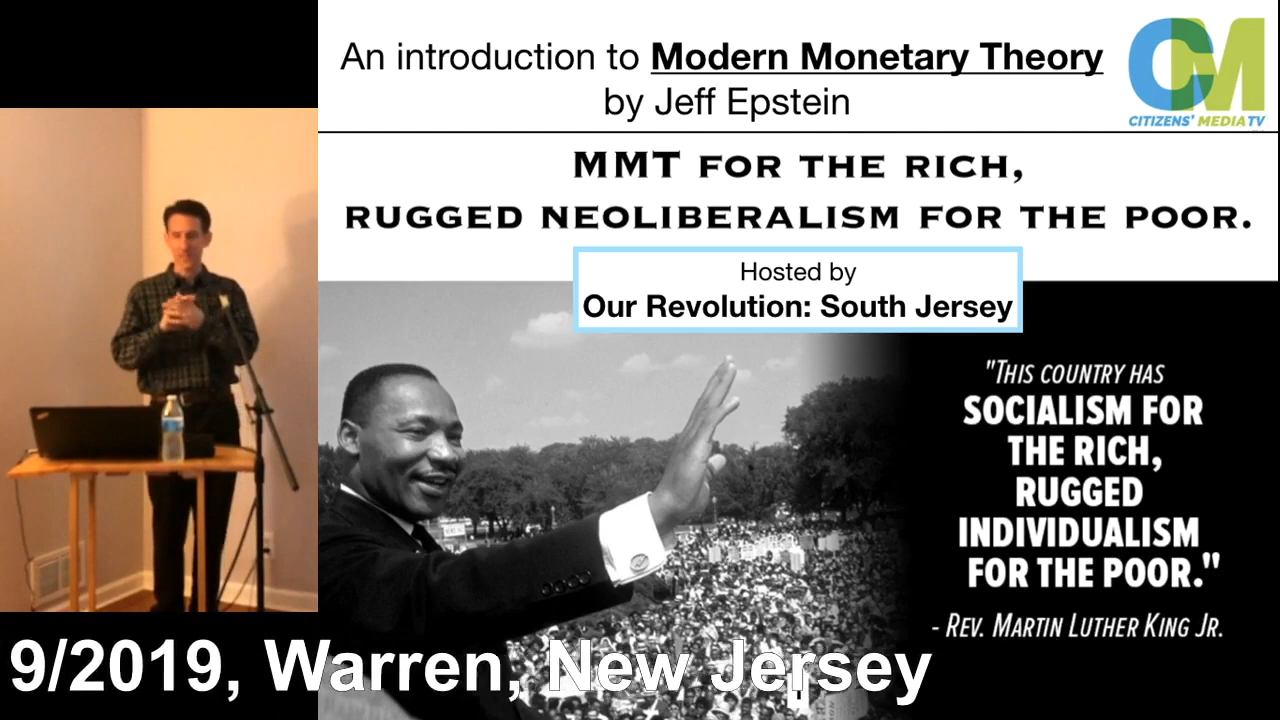 An introduction to Modern Monetary Theory
by Jeff Epstein
CM
CITIZENS' MEDIA TV
MMT FOR THE RICH,
RUGGED NEOLIBERALISM FOR THE POOR.
Hosted by
Our Revolution: South Jersey
"THIS COUNTRY HAS
SOCIALISM FOR
THE RICH,
RUGGED
INDIVIDUALISM
FOR THE POOR."
- REV. MARTIN LUTHER KING JR.
9/2019, Warren, New Jersey